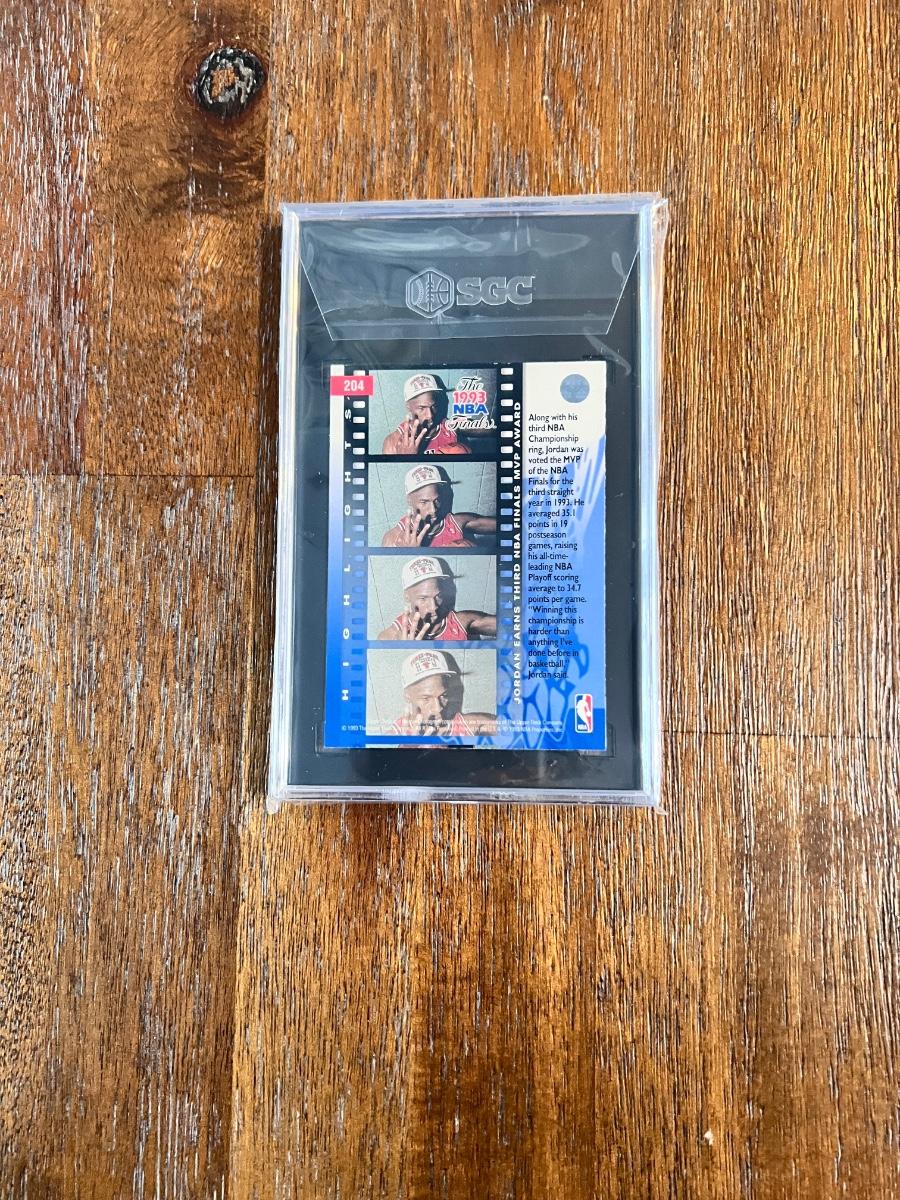 SGC
204
The
1993
NBA
Finals
HIGHLIGHTS
JORDAN EARNS THIRD NBA FINALS MVP AWARD
Along with his
third NBA
Championship
ring, Jordan was
voted the MVP
of the NBA
Finals for the
third straight
year in 1993. He
averaged 35.1
points in 19
postseason
games, raising
his all-time-
leading NBA
Playoff scoring
average to 34.7
points per game.
"Winning this
championship is
harder than
anything I've
done before in
basketball,"
Jordan said.
NBA